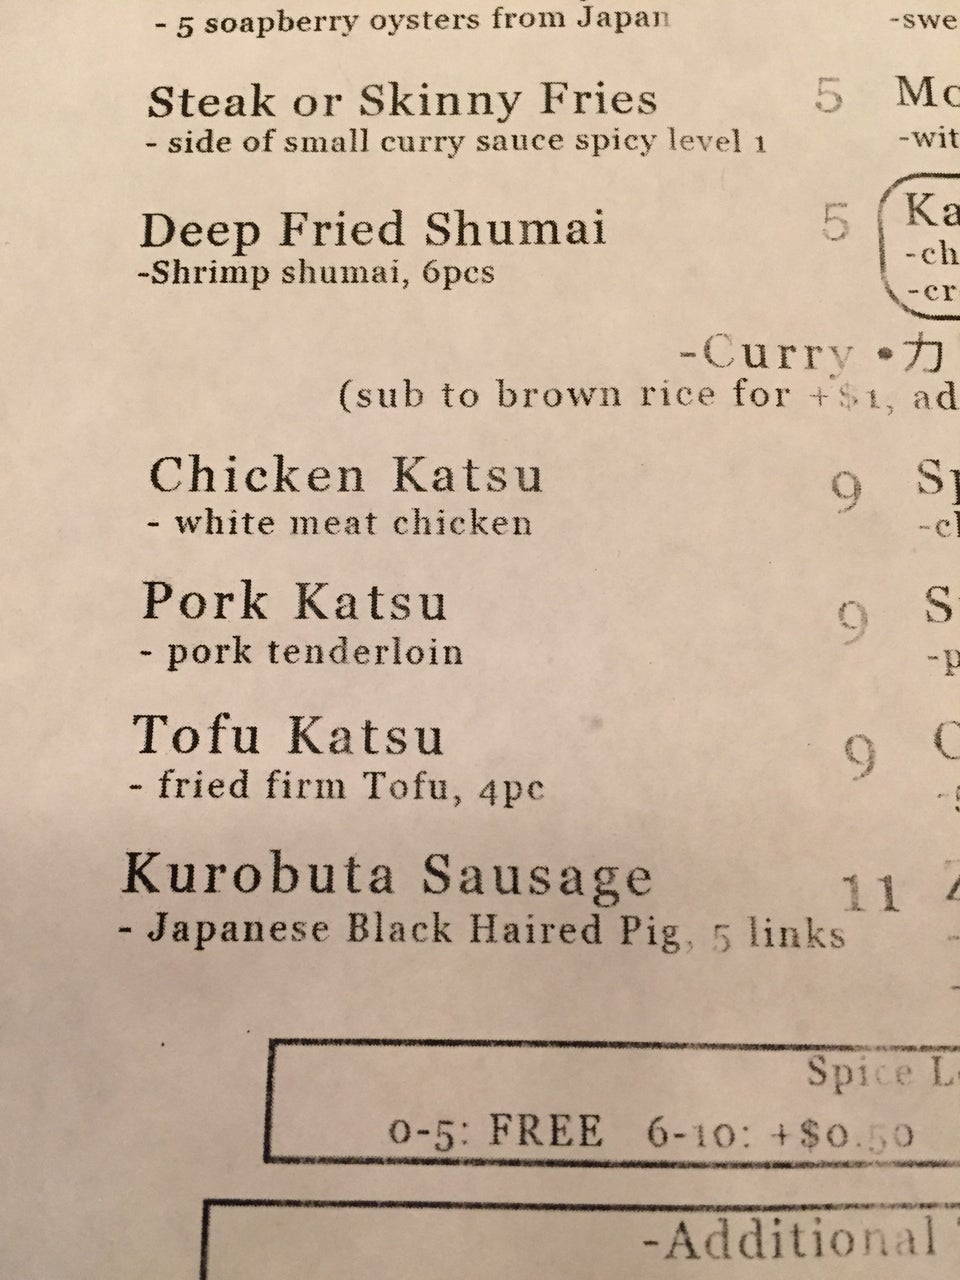 - 5 soapberry oysters from Japan
Steak or Skinny Fries 5
- side of small curry sauce spicy level 1
Deep Fried Shumai 5
-Shrimp shumai, 6pcs
-Curry •カ
(sub to brown rice for +$1,
Chicken Katsu 9
- white meat chicken
Pork Katsu 9
- pork tenderloin
Tofu Katsu 9
- fried firm Tofu, 4pc
Kurobuta Sausage 11
- Japanese Black Haired Pig, 5 links
Spice
0-5: FREE 6-10: +$0.50
-Additional